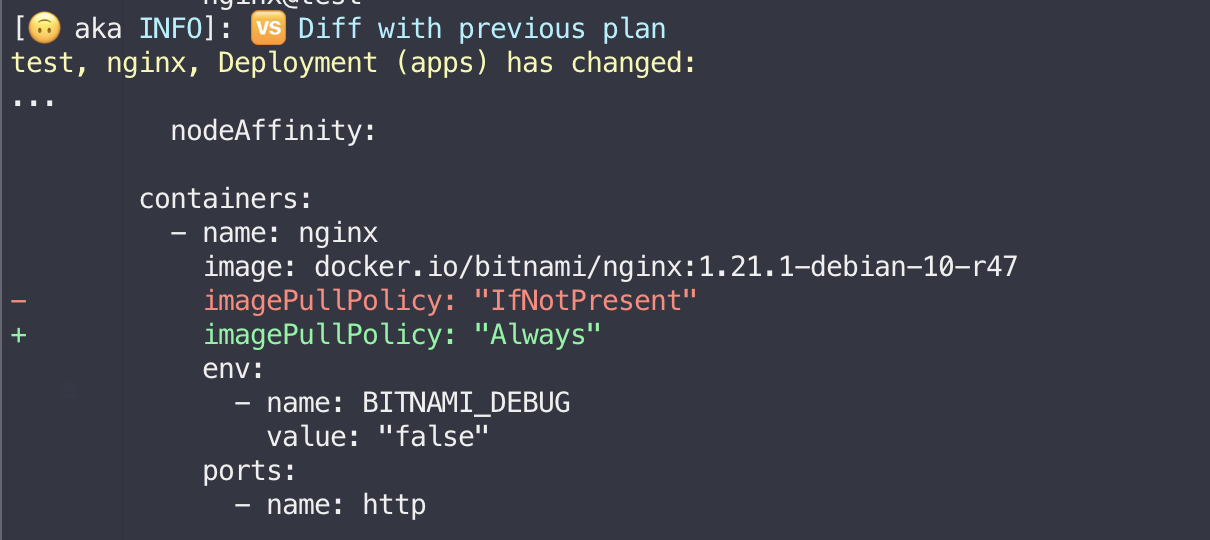 nginx@test
[🙃 aka INFO]: 🆚 Diff with previous plan
test, nginx, Deployment (apps) has changed:
...
          nodeAffinity:

        containers:
          - name: nginx
            image: docker.io/bitnami/nginx:1.21.1-debian-10-r47
-           imagePullPolicy: "IfNotPresent"
+           imagePullPolicy: "Always"
            env:
              - name: BITNAMI_DEBUG
                value: "false"
            ports:
              - name: http